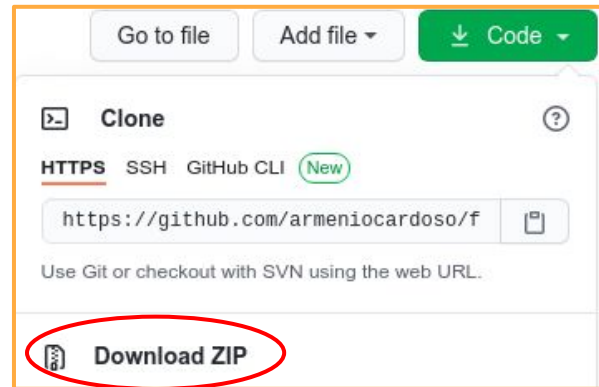 Go to file Add file Code
Clone
HTTPS SSH GitHub CLI New
https://github.com/armeniocardoso/f
Use Git or checkout with SVN using the web URL.
Download ZIP